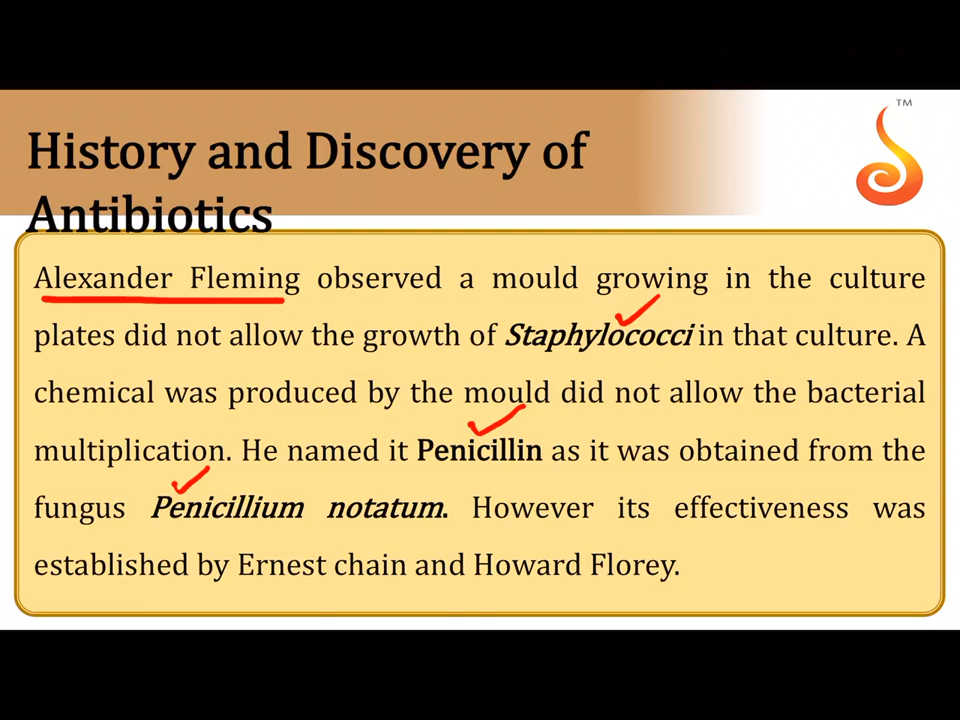 TM
History and Discovery of
Antibiotics
Alexander Fleming observed a mould growing in the culture
plates did not allow the growth of Staphylococci in that culture. A
chemical was produced by the mould did not allow the bacterial
multiplication. He named it Penicillin as it was obtained from the
fungus Penicillium notatum. However its effectiveness was
established by Ernest chain and Howard Florey.